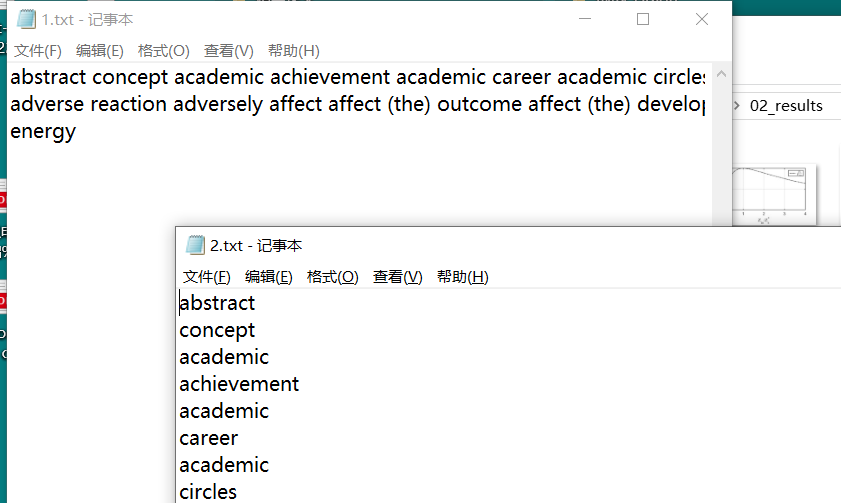 1.txt - 记事本
文件(F) 编辑(E) 格式(O) 查看(V) 帮助(H)
abstract concept academic achievement academic career academic circles
adverse reaction adversely affect affect (the) outcome affect (the) develop
energy
02_results
2.txt - 记事本
文件(F) 编辑(E) 格式(O) 查看(V) 帮助(H)
abstract
concept
academic
achievement
academic
career
academic
circles